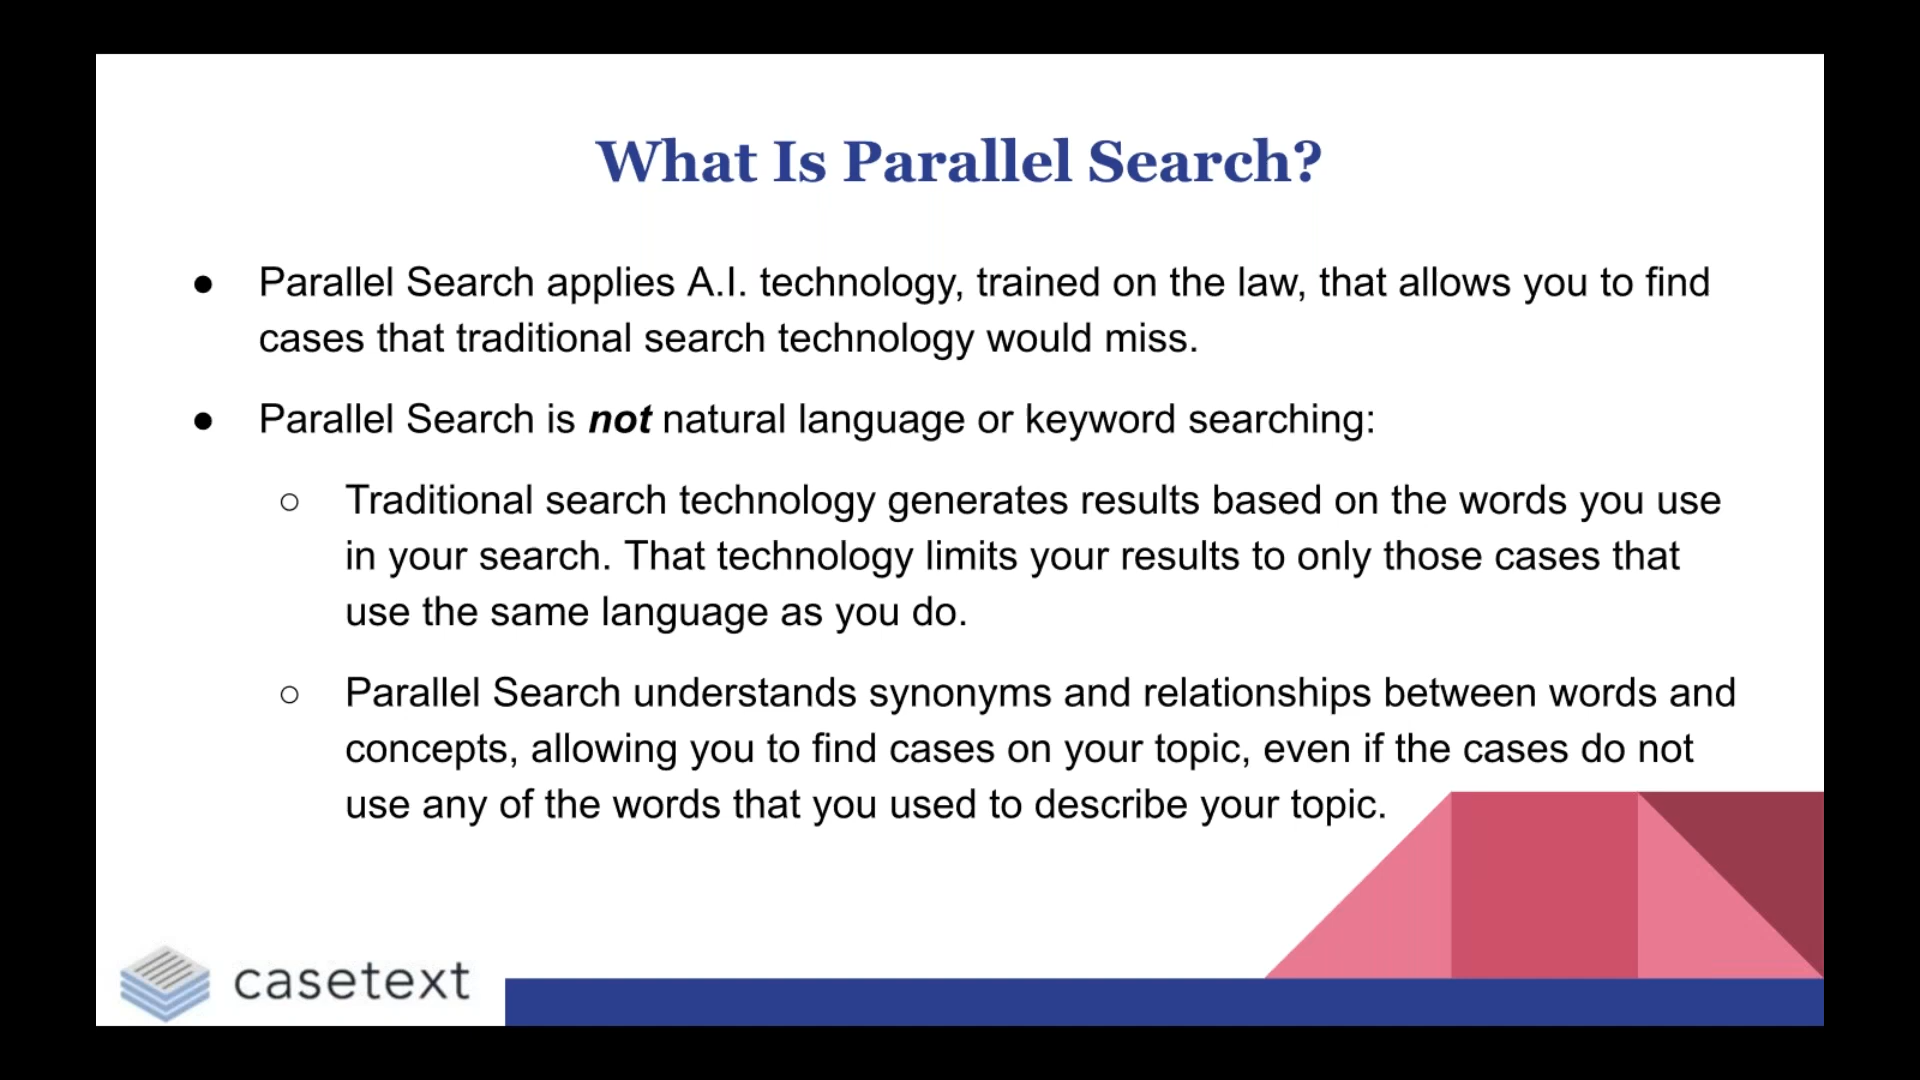 What Is Parallel Search?
● Parallel Search applies A.I. technology, trained on the law, that allows you to find
cases that traditional search technology would miss.
● Parallel Search is not natural language or keyword searching:
○ Traditional search technology generates results based on the words you use
in your search. That technology limits your results to only those cases that
use the same language as you do.
○ Parallel Search understands synonyms and relationships between words and
concepts, allowing you to find cases on your topic, even if the cases do not
use any of the words that you used to describe your topic.
casetext